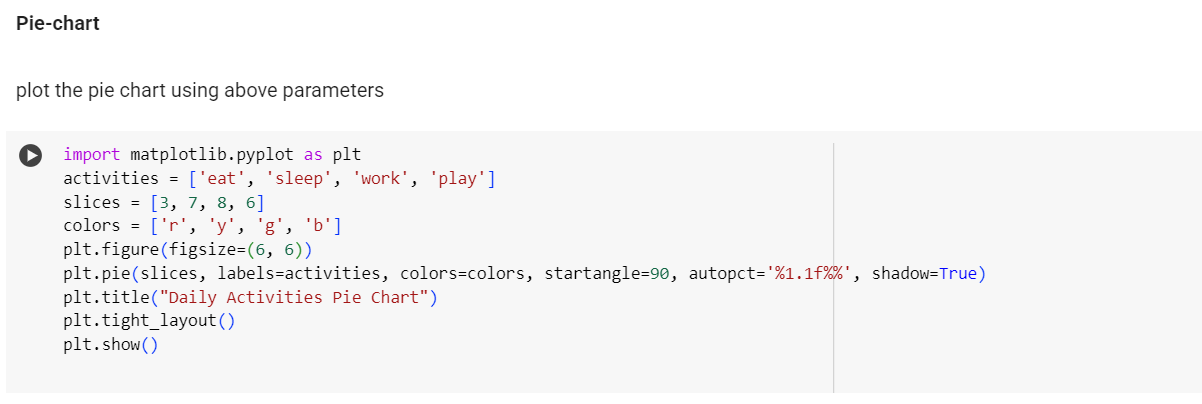 Pie-chart
plot the pie chart using above parameters
import matplotlib.pyplot as plt
activities = ['eat', 'sleep', 'work', 'play']
slices = [3, 7, 8, 6]
colors = ['r', 'y', 'g', 'b']
plt.figure(figsize=(6, 6))
plt.pie(slices, labels=activities, colors=colors, startangle=90, autopct='%1.1f%%', shadow=True)
plt.title("Daily Activities Pie Chart")
plt.tight_layout()
plt.show()